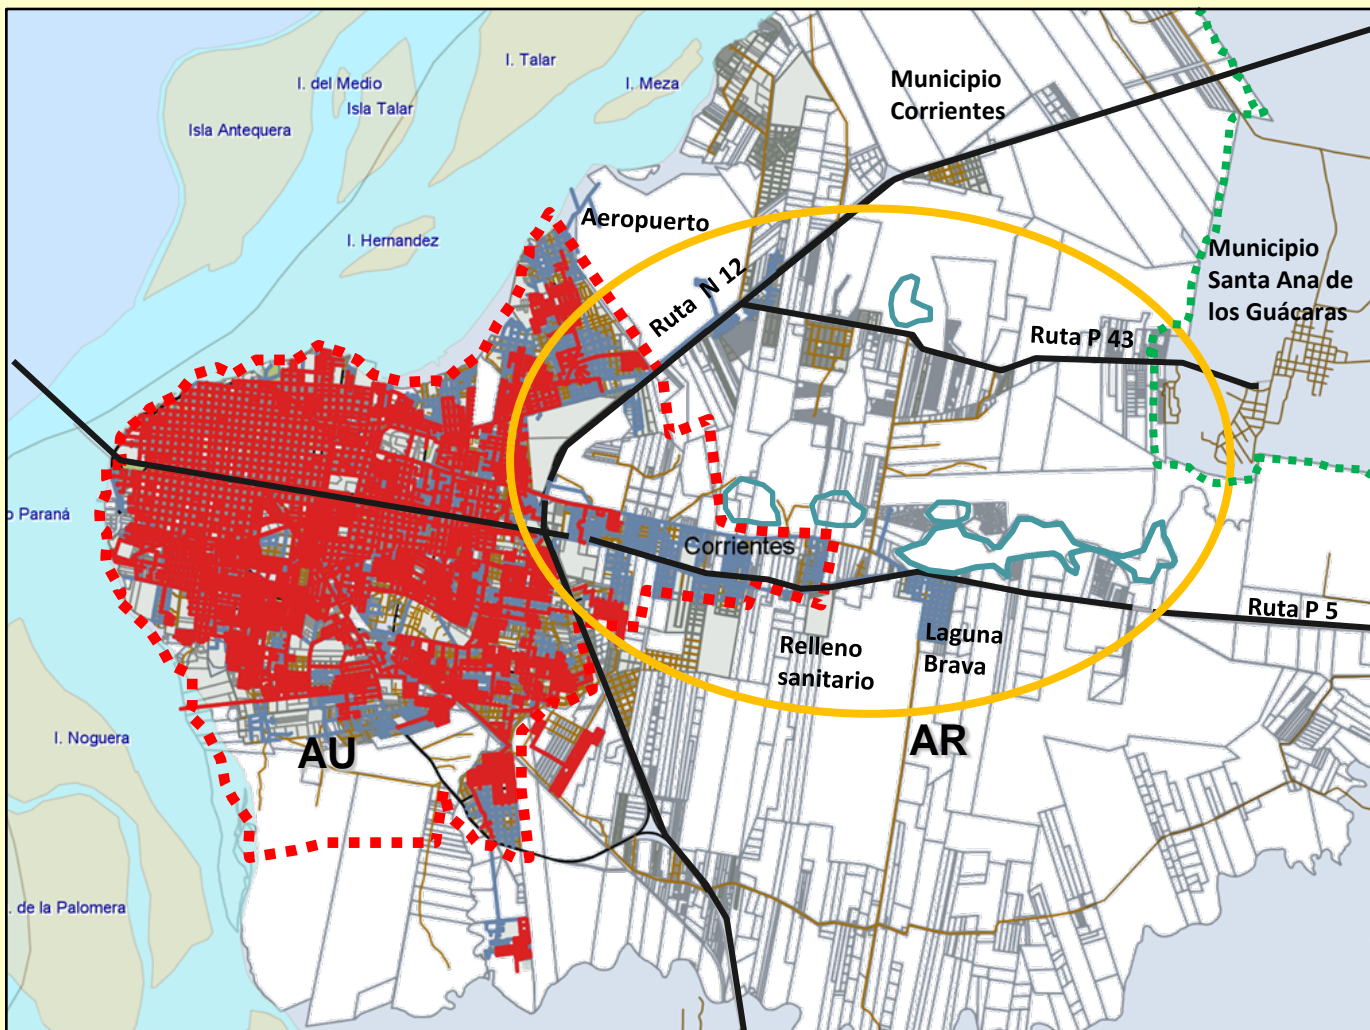 I. Talar
I. del Medio
Isla Talar
I. Meza
Isla Antequera
Municipio
Corrientes
Aeropuerto
I. Hernandez
Municipio
Santa Ana de
los Guácaras
Ruta N 12
Ruta P 43
o Paraná
Corrientes
Ruta P 5
Relleno
sanitario
Laguna
Brava
I. Noguera
AU
AR
. de la Palomera